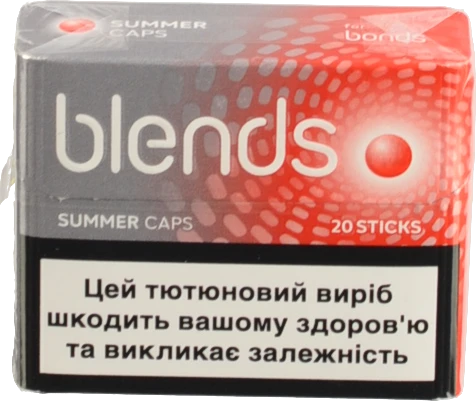 SUMMER
CAPS
for
bonds
blends
SUMMER CAPS
20 STICKS
Цей тютюновий виріб
шкодить вашому здоров'ю
та викликає залежність